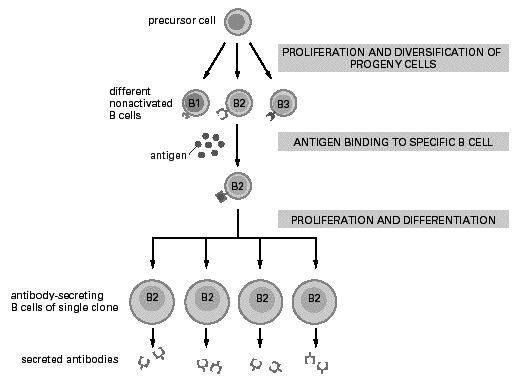 precursor cell
PROLIFERATION AND DIVERSIFICATION OF
PROGENY CELLS
different
nonactivated
B cells
B1
B2
B3
antigen
ANTIGEN BINDING TO SPECIFIC B CELL
B2
PROLIFERATION AND DIFFERENTIATION
antibody-secreting
B cells of single clone
B2
B2
B2
B2
secreted antibodies